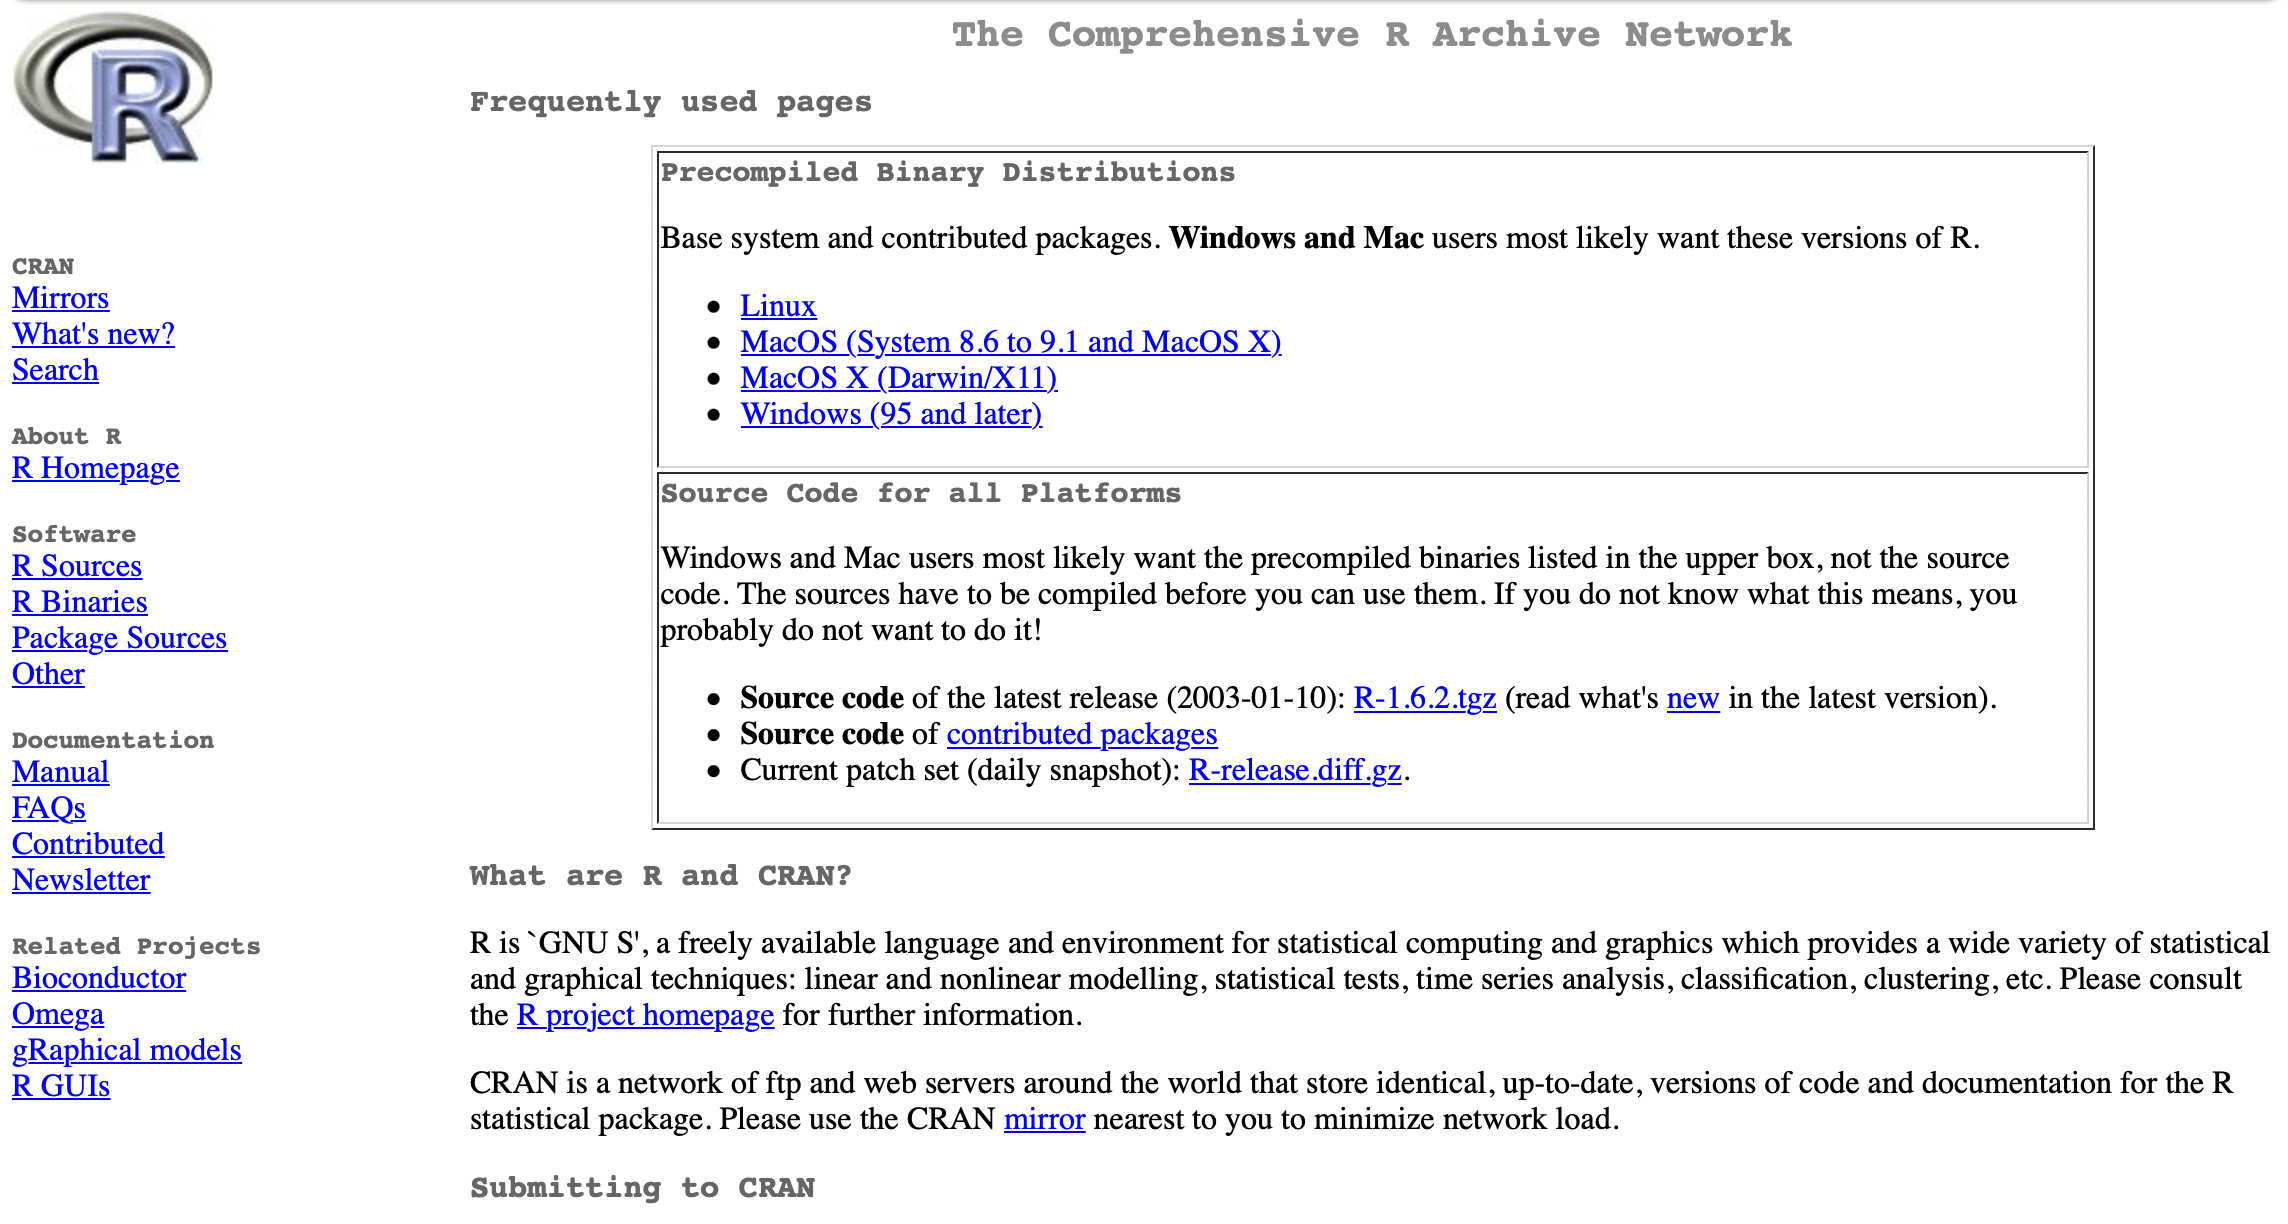 R
The Comprehensive R Archive Network
CRAN
Mirrors
What's new?
Search
About R
R Homepage
Software
R Sources
R Binaries
Package Sources
Other
Documentation
Manual
FAQs
Contributed
Newsletter
Related Projects
Bioconductor
Omega
gRaphical models
R GUIs
Frequently used pages
Precompiled Binary Distributions
Base system and contributed packages. Windows and Mac users most likely want these versions of R.
Linux
MacOS (System 8.6 to 9.1 and MacOS X)
MacOS X (Darwin/X11)
Windows (95 and later)
Source Code for all Platforms
Windows and Mac users most likely want the precompiled binaries listed in the upper box, not the source
code. The sources have to be compiled before you can use them. If you do not know what this means, you
probably do not want to do it!
Source code of the latest release (2003-01-10): R-1.6.2.tgz (read what's new in the latest version).
Source code of contributed packages
Current patch set (daily snapshot): R-release.diff.gz.
What are R and CRAN?
R is `GNU S', a freely available language and environment for statistical computing and graphics which provides a wide variety of statistical
and graphical techniques: linear and nonlinear modelling, statistical tests, time series analysis, classification, clustering, etc. Please consult
the R project homepage for further information.
CRAN is a network of ftp and web servers around the world that store identical, up-to-date, versions of code and documentation for the R
statistical package. Please use the CRAN mirror nearest to you to minimize network load.
Submitting to CRAN